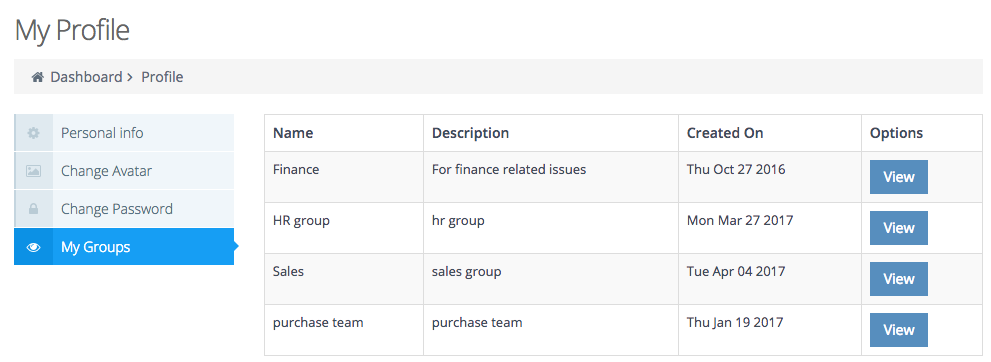 My Profile
Dashboard > Profile
Personal info
Change Avatar
Change Password
My Groups
Name Description Created On Options
Finance For finance related issues Thu Oct 27 2016 View
HR group hr group Mon Mar 27 2017 View
Sales sales group Tue Apr 04 2017 View
purchase team purchase team Thu Jan 19 2017 View